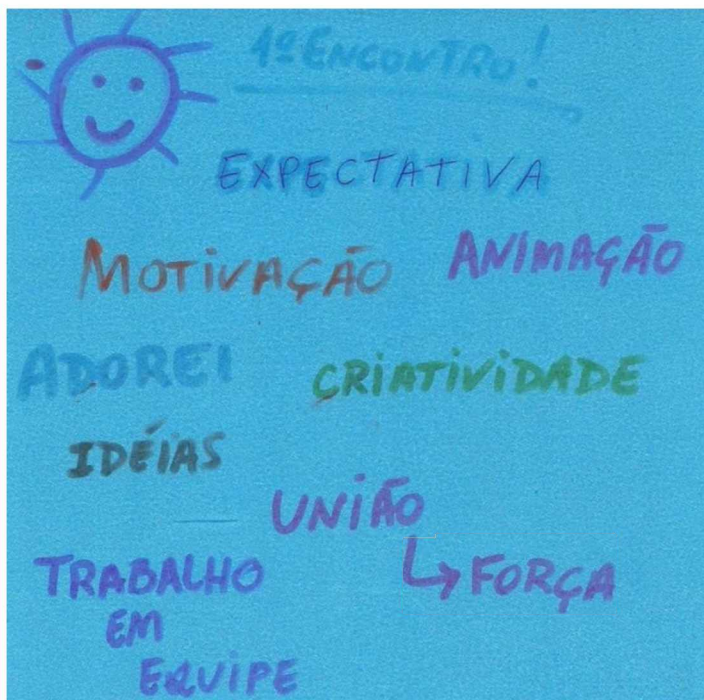 1º ENCONTRO!
EXPECTATIVA
MOTIVAÇÃO
ANIMAÇÃO
ADOREI
CRIATIVIDADE
IDÉIAS
UNIÃO
↳ FORÇA
TRABALHO
EM
EQUIPE